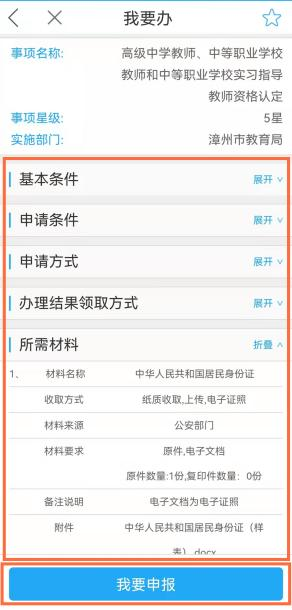 我要办
事项名称: 高级中学教师、中等职业学校
教师和中等职业学校实习指导
教师资格认定
事项星级: 5星
实施部门: 漳州市教育局
基本条件 展开
申请条件 展开
申请方式 展开
办理结果领取方式 展开
所需材料 折叠
1、 材料名称 中华人民共和国居民身份证
收取方式 纸质收取,上传,电子证照
材料来源 公安部门
材料要求 原件,电子文档
原件数量:1份,复印件数量: 0份
备注说明 电子文档为电子证照
附件 中华人民共和国居民身份证（样
表）.docx
我要申报